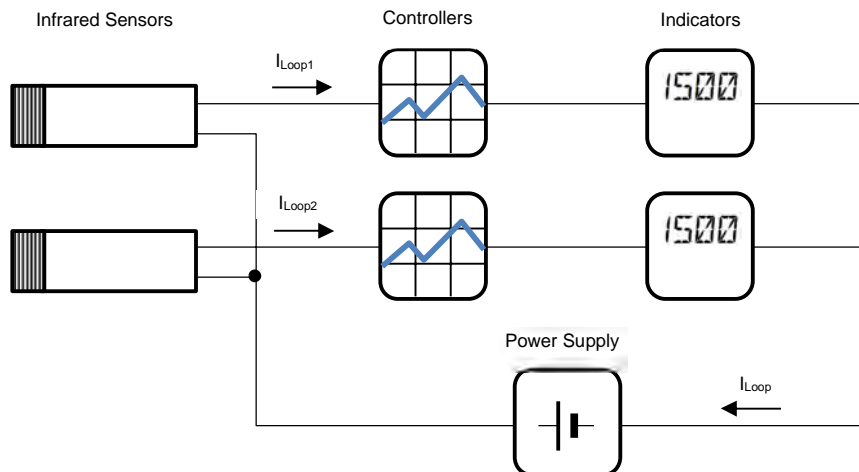 Infrared Sensors
Controllers
Indicators
ILoop1
1500
ILoop2
1500
Power Supply
ILoop